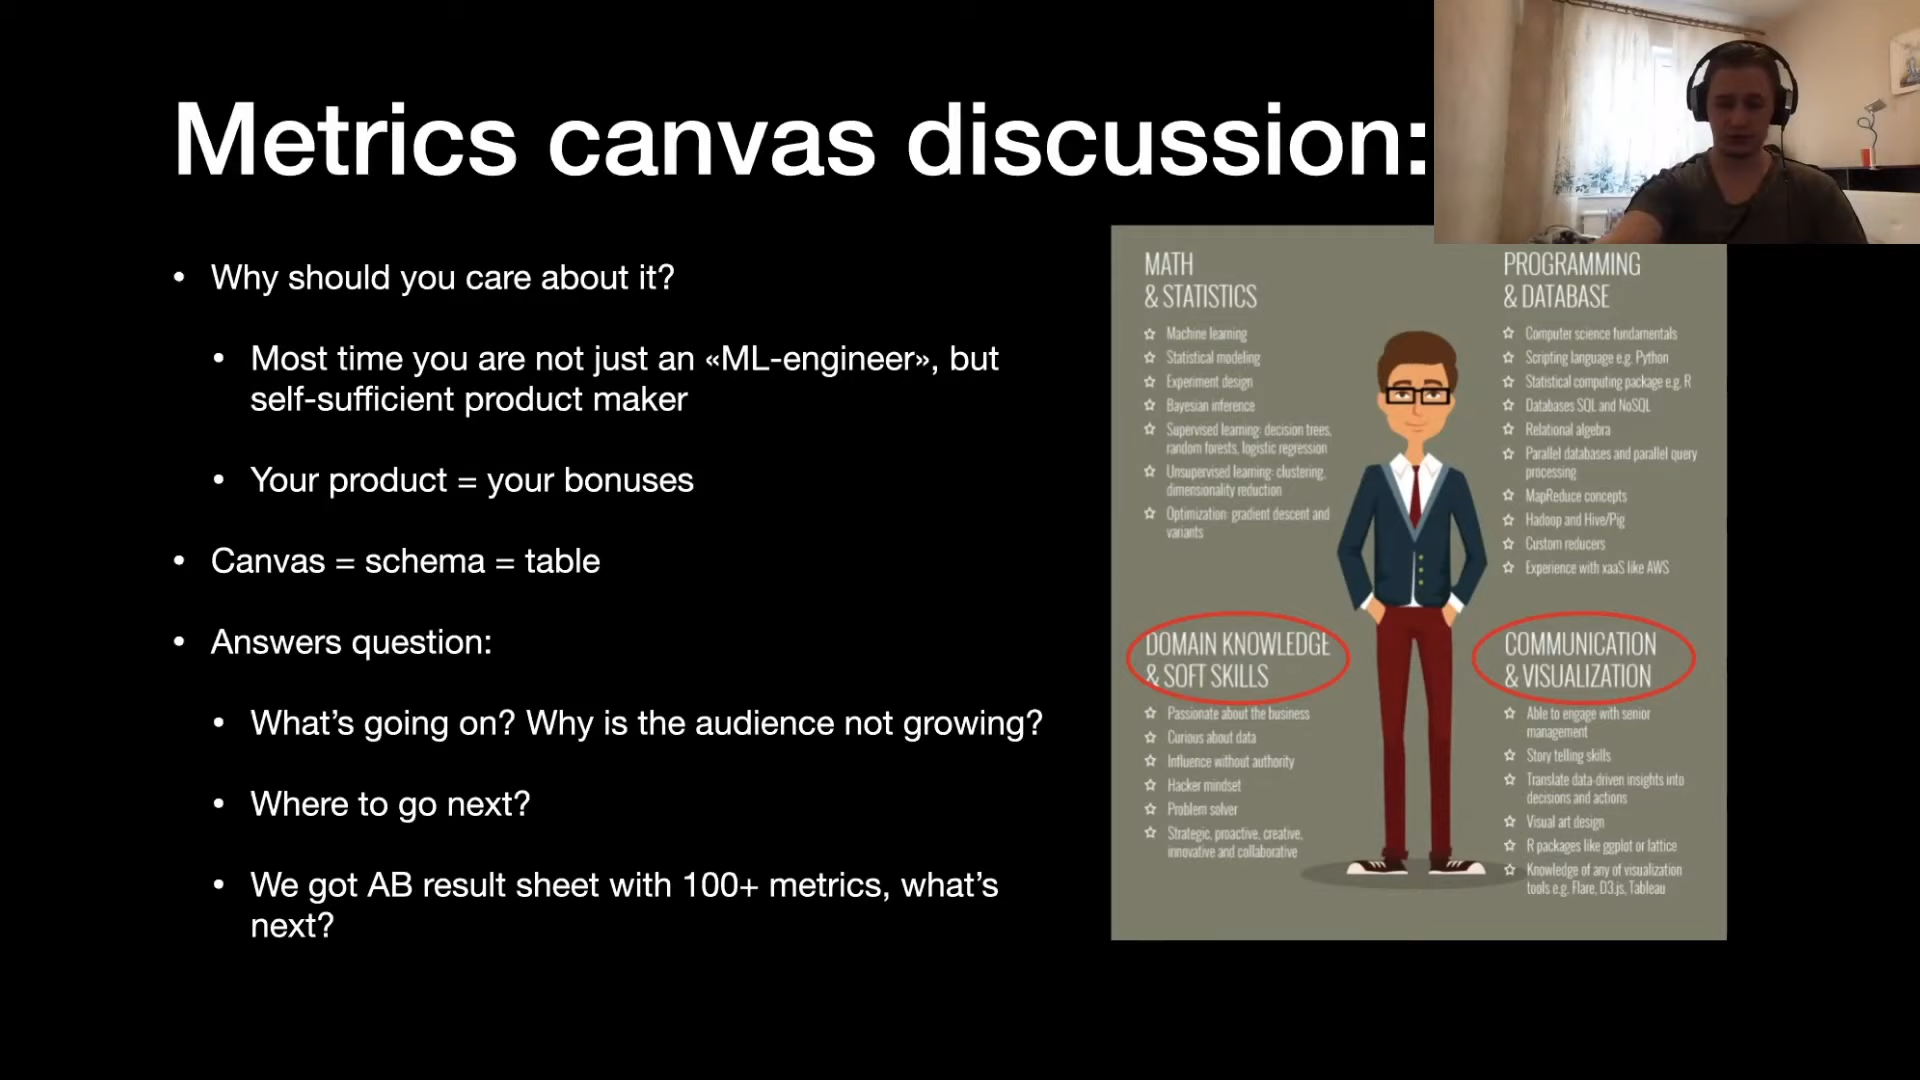 Metrics canvas discussion:
• Why should you care about it?
• Most time you are not just an «ML-engineer», but
self-sufficient product maker
• Your product = your bonuses
• Canvas = schema = table
• Answers question:
• What’s going on? Why is the audience not growing?
• Where to go next?
• We got AB result sheet with 100+ metrics, what’s
next?
MATH
& STATISTICS
☆ Machine learning
☆ Statistical modeling
☆ Experiment design
☆ Bayesian inference
☆ Supervised learning: decision trees,
random forests, logistic regression
☆ Unsupervised learning: clustering,
dimensionality reduction
☆ Optimization: gradient descent and
variants
PROGRAMMING
& DATABASE
☆ Computer science fundamentals
☆ Scripting language e.g. Python
☆ Statistical computing package e.g. R
☆ Databases SQL and NoSQL
☆ Relational algebra
☆ Parallel databases and parallel query
processing
☆ MapReduce concepts
☆ Hadoop and Hive/Pig
☆ Custom reducers
☆ Experience with xaaS like AWS
DOMAIN KNOWLEDGE
& SOFT SKILLS
☆ Passionate about the business
☆ Curious about data
☆ Influence without authority
☆ Hacker mindset
☆ Problem solver
☆ Strategic, proactive, creative,
innovative and collaborative
COMMUNICATION
& VISUALIZATION
☆ Able to engage with senior
management
☆ Story telling skills
☆ Translate data-driven insights into
decisions and actions
☆ Visual art design
☆ R packages like ggplot or lattice
☆ Knowledge of any of visualization
tools e.g. Flare, D3.js, Tableau